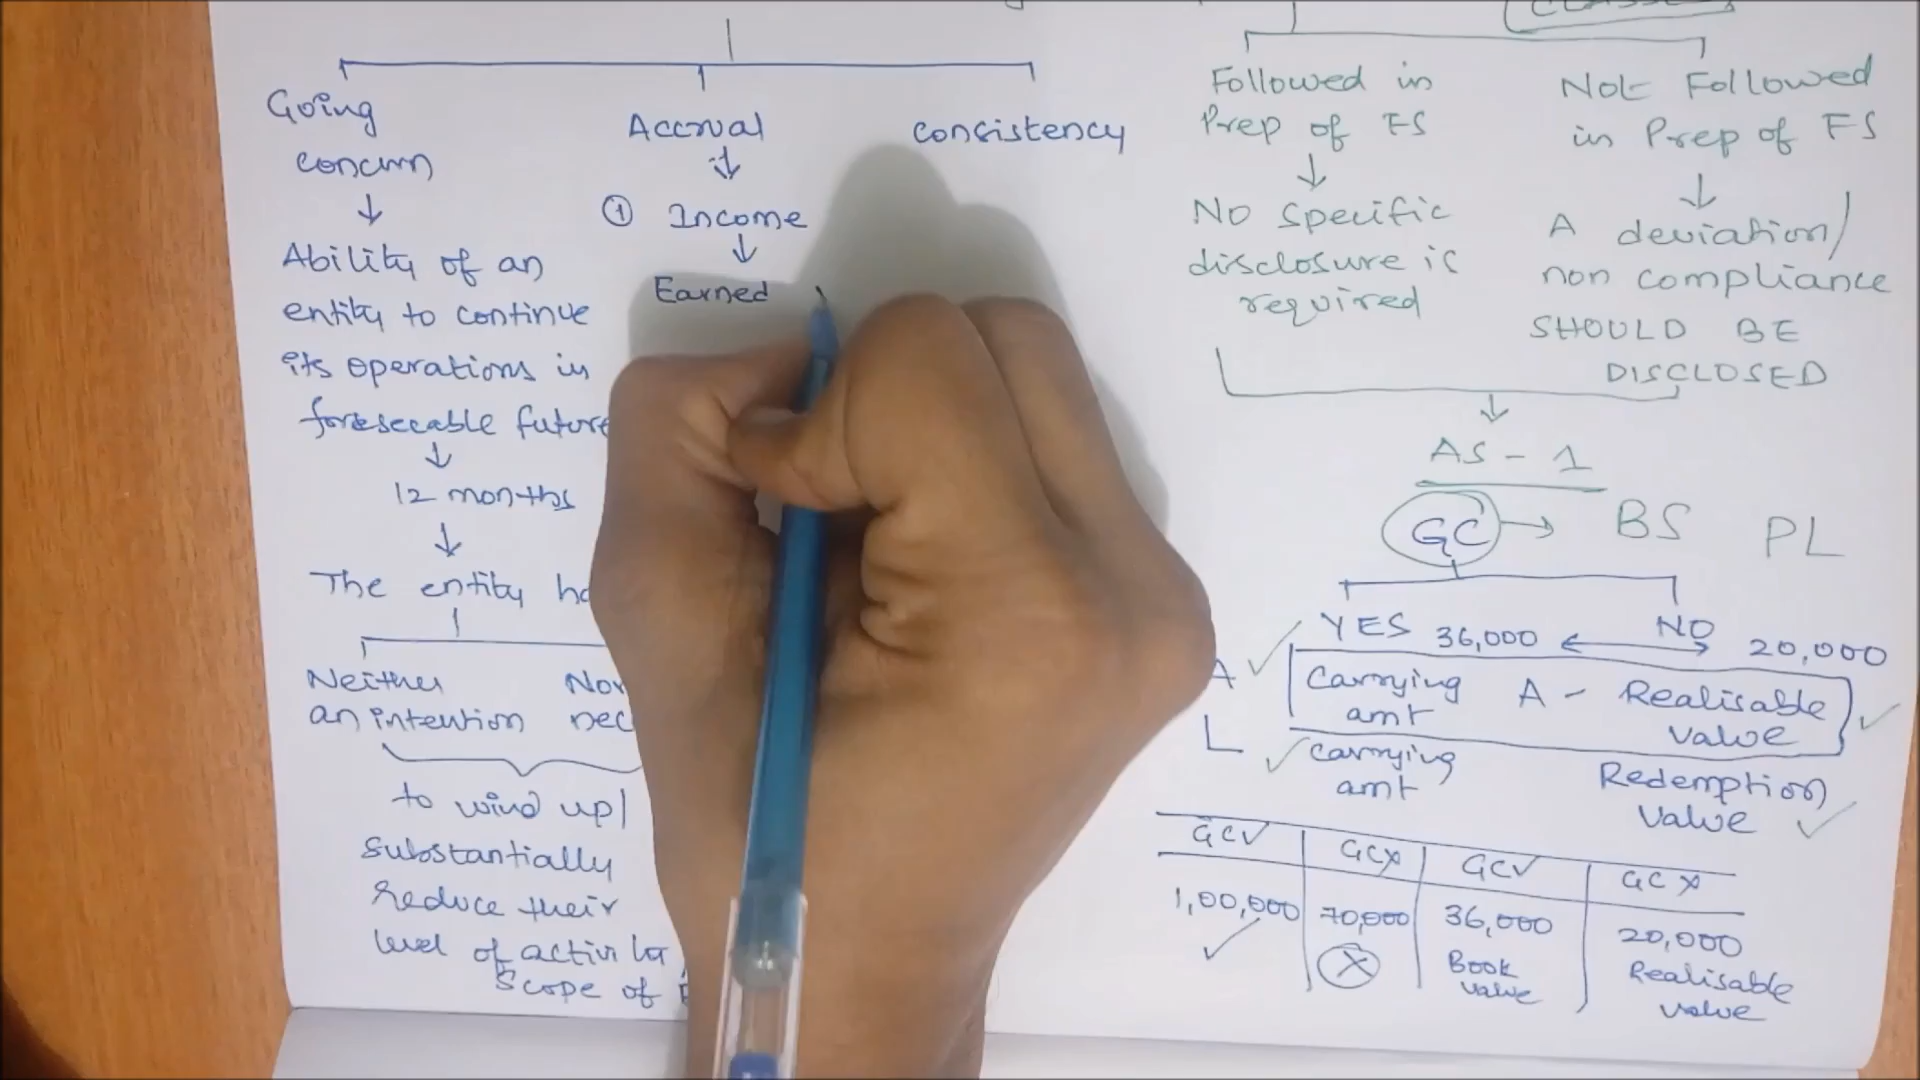 Going
concern
Ability of an
entity to continue
its operations in
foreseeable future
12 months
The entity
Neither
an intention
to wind up/
substantially
reduce their
level of
Scope of
Accrual
① Income
Earned
consistency
Followed in
Prep of FS
No specific
disclosure is
required
Not Followed
in Prep of FS
A deviation/
non compliance
SHOULD BE
DISCLOSED
AS - 1
GC BS PL
YES 36,000 NO 20,000
A Carrying amt A - Realisable value
L carrying amt Redemption value
GC✓ GCX GC✓ GCX
1,00,000 70,000 36,000 20,000
Book value Realisable value